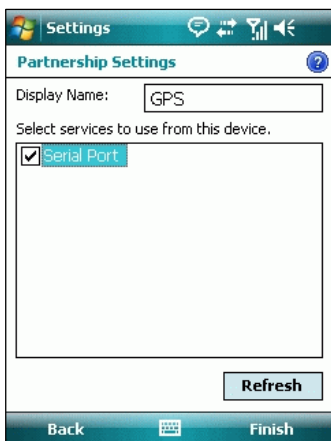 Settings
Partnership Settings
Display Name: GPS
Select services to use from this device.
Serial Port
Refresh
Back Finish